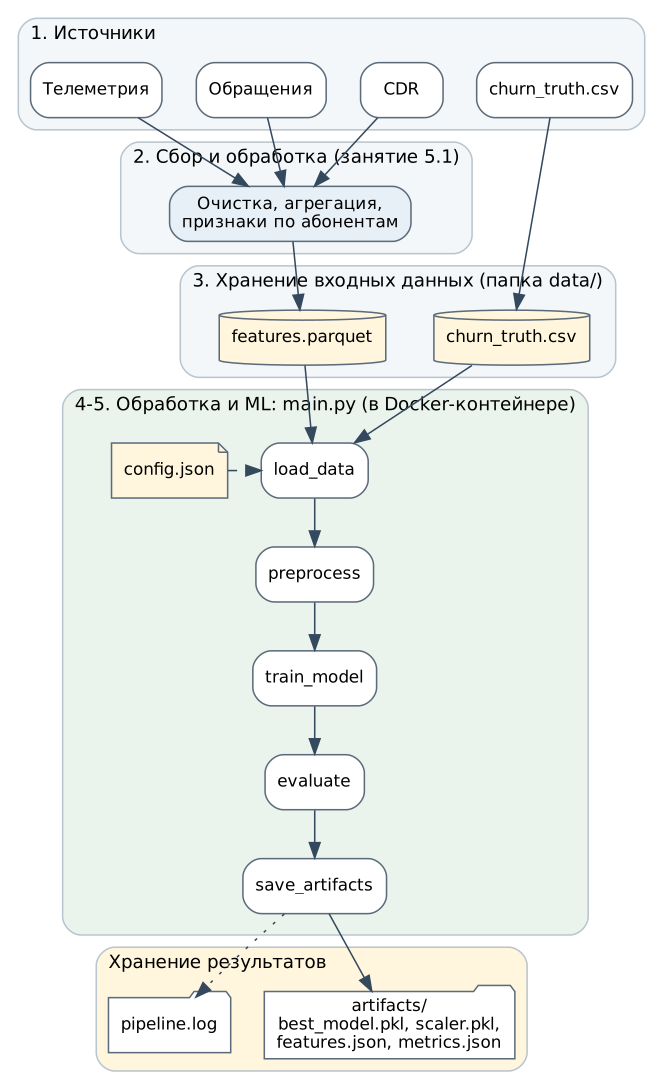 1. Источники
Телеметрия
Обращения
CDR
churn_truth.csv
2. Сбор и обработка (занятие 5.1)
Очистка, агрегация,
признаки по абонентам
3. Хранение входных данных (папка data/)
features.parquet
churn_truth.csv
4-5. Обработка и ML: main.py (в Docker-контейнере)
config.json
load_data
preprocess
train_model
evaluate
save_artifacts
Хранение результатов
pipeline.log
artifacts/
best_model.pkl, scaler.pkl,
features.json, metrics.json